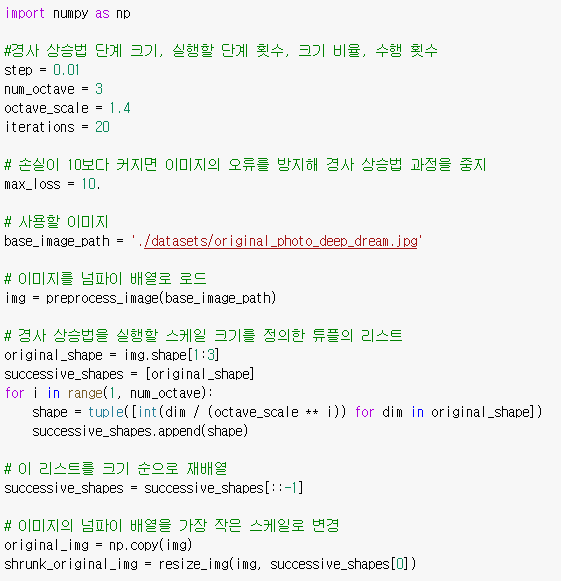 import numpy as np
#경사 상승법 단계 크기, 실행할 단계 횟수, 크기 비율, 수행 횟수
step = 0.01
num_octave = 3
octave_scale = 1.4
iterations = 20
# 손실이 10보다 커지면 이미지의 오류를 방지해 경사 상승법 과정을 중지
max_loss = 10.
# 사용할 이미지
base_image_path = './datasets/original_photo_deep_dream.jpg'
# 이미지를 넘파이 배열로 로드
img = preprocess_image(base_image_path)
# 경사 상승법을 실행할 스케일 크기를 정의한 튜플의 리스트
original_shape = img.shape[1:3]
successive_shapes = [original_shape]
for i in range(1, num_octave):
    shape = tuple([int(dim / (octave_scale ** i)) for dim in original_shape])
    successive_shapes.append(shape)
# 이 리스트를 크기 순으로 재배열
successive_shapes = successive_shapes[::-1]
# 이미지의 넘파이 배열을 가장 작은 스케일로 변경
original_img = np.copy(img)
shrunk_original_img = resize_img(img, successive_shapes[0])